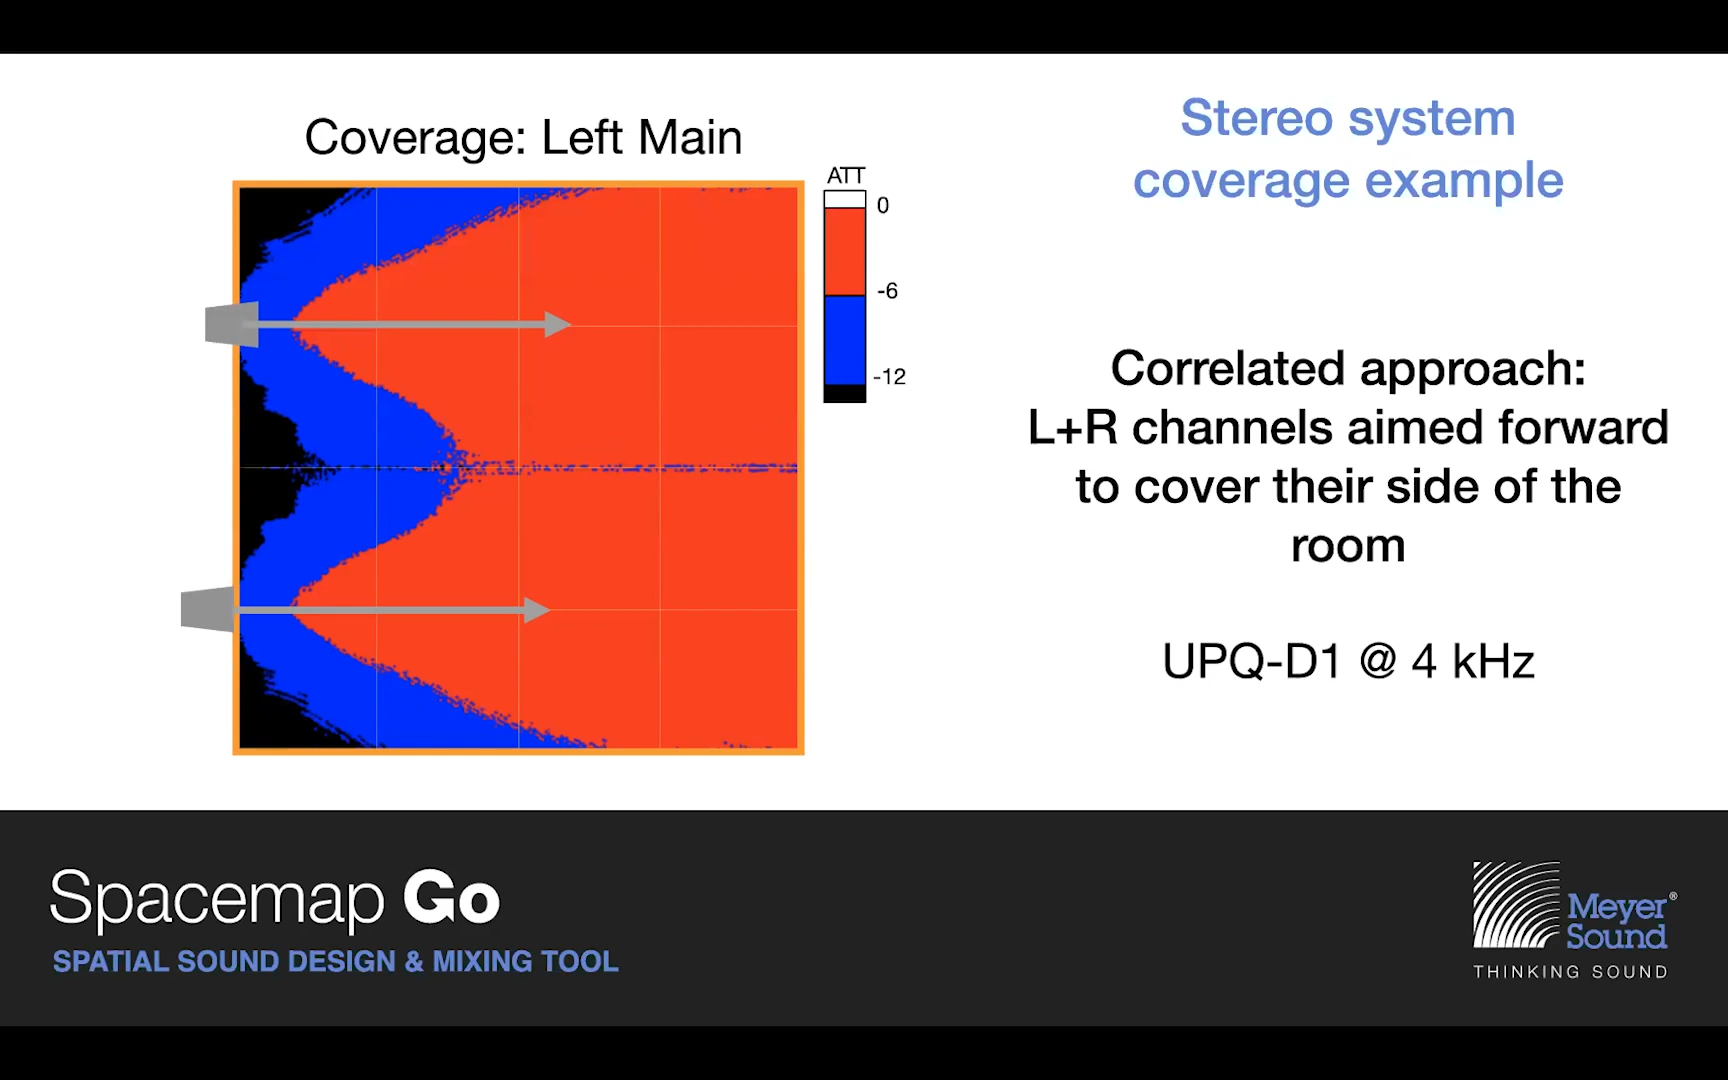 Coverage: Left Main
ATT
0
-6
-12
Stereo system
coverage example
Correlated approach:
L+R channels aimed forward
to cover their side of the
room
UPQ-D1 @ 4 kHz
Spacemap Go
SPATIAL SOUND DESIGN & MIXING TOOL
Meyer®
Sound
THINKING SOUND